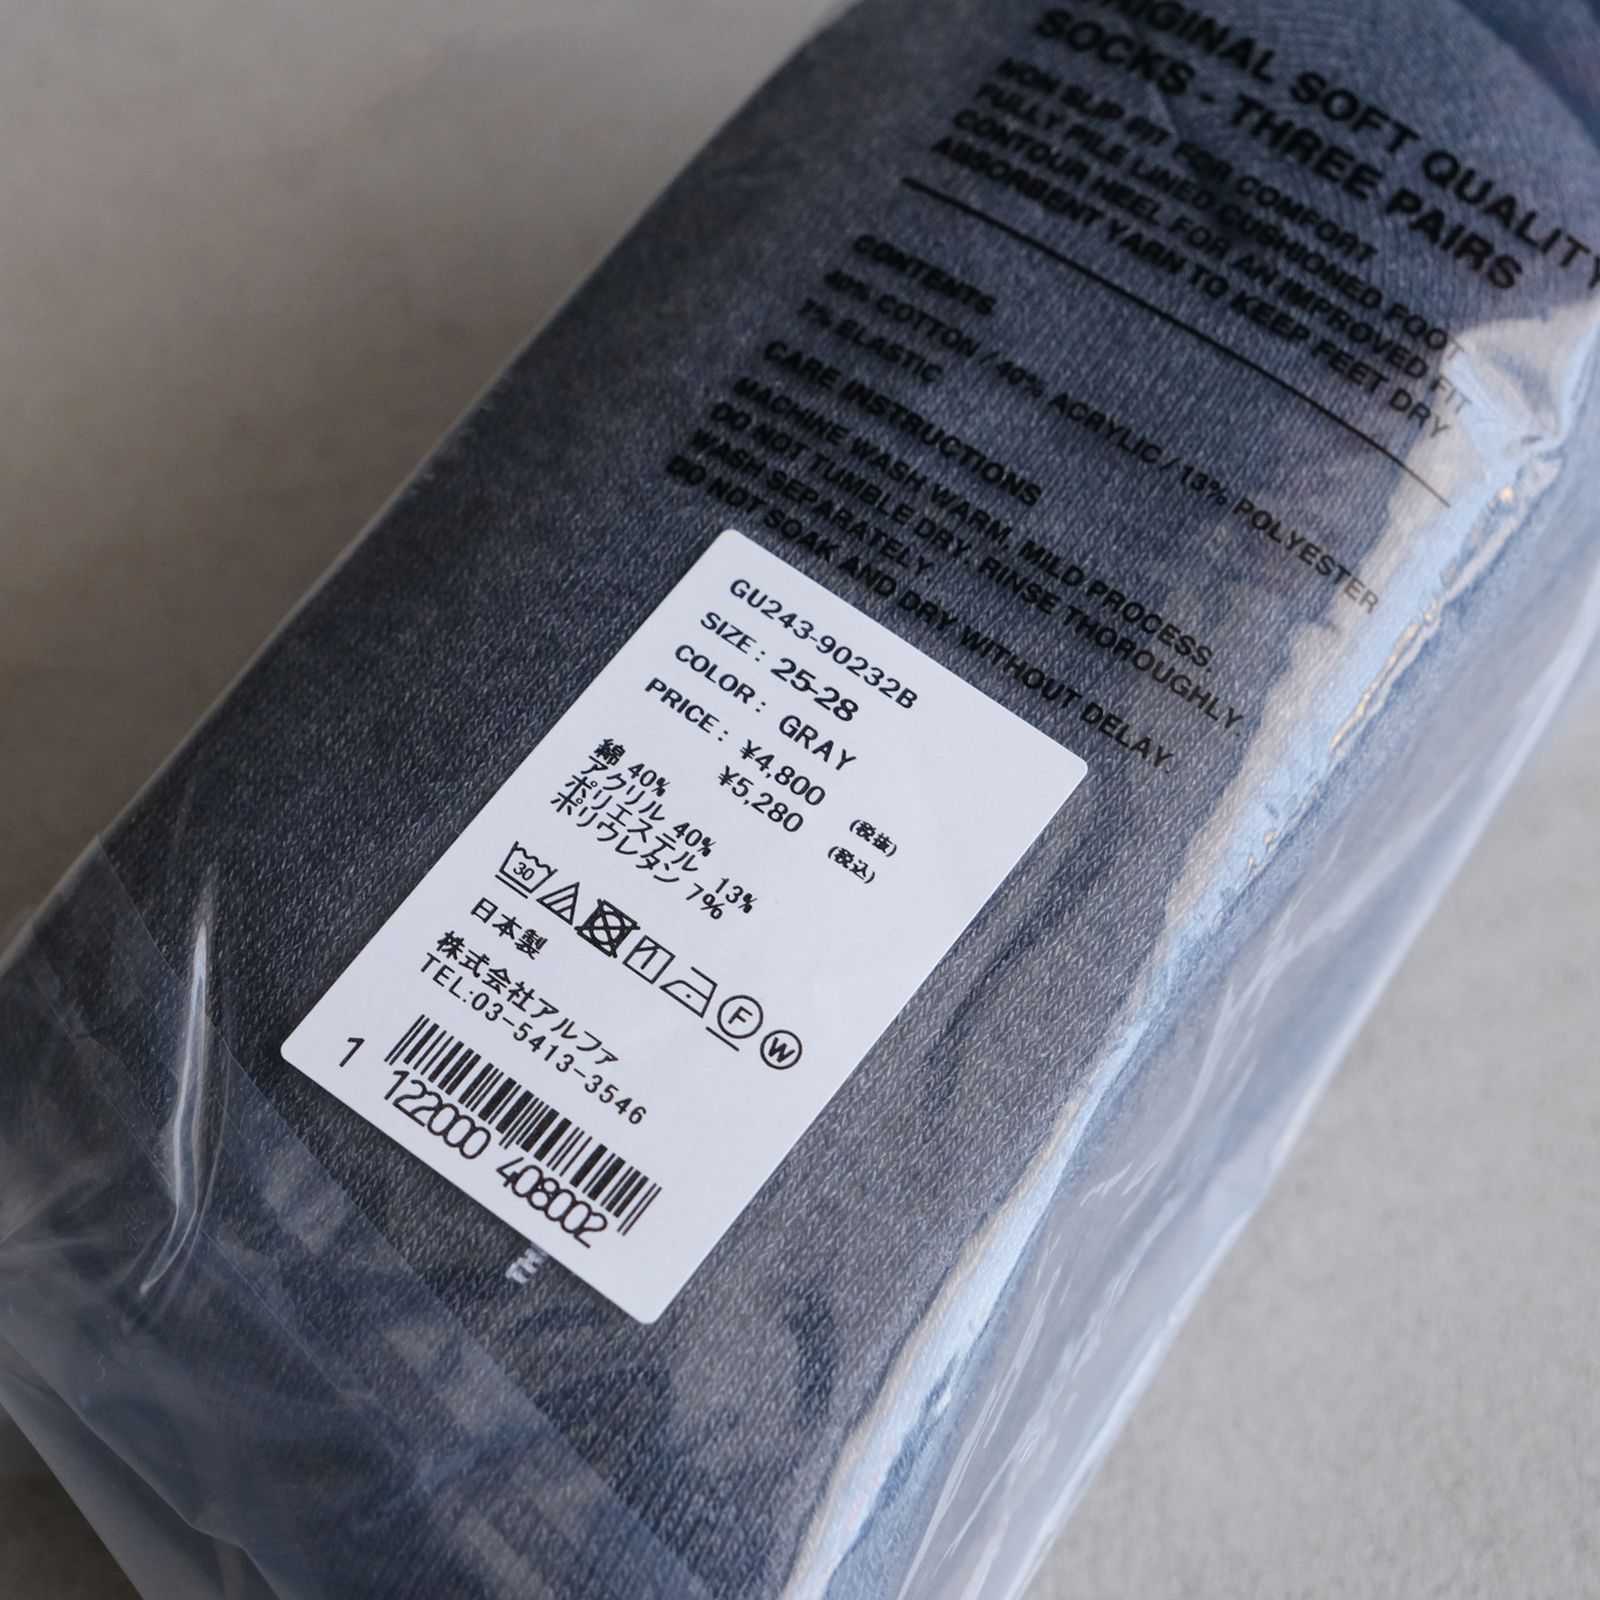 ORIGINAL SOFT QUALITY
SOCKS - THREE PAIRS
NON SLIP FIT FOR COMFORT
FULLY PILE LINED CUSHIONED FOOT
CONTOUR HEEL FOR AN IMPROVED FIT
ABSORBENT YARN TO KEEP FEET DRY
CONTENTS
40% COTTON / 40% ACRYLIC / 13% POLYESTER
7% ELASTIC
CARE INSTRUCTIONS
MACHINE WASH WARM, MILD PROCESS.
DO NOT TUMBLE DRY. RINSE THOROUGHLY.
WASH SEPARATELY.
DO NOT SOAK AND DRY WITHOUT DELAY.
GU243-90232B
SIZE: 25-28
COLOR: GRAY
PRICE: ¥4,800 (税抜)
¥5,280 (税込)
綿 40%
アクリル 40%
ポリエステル 13%
ポリウレタン 7%
30 F W
日本製
株式会社アルファ
TEL:03-5413-3546
1 122000 408002